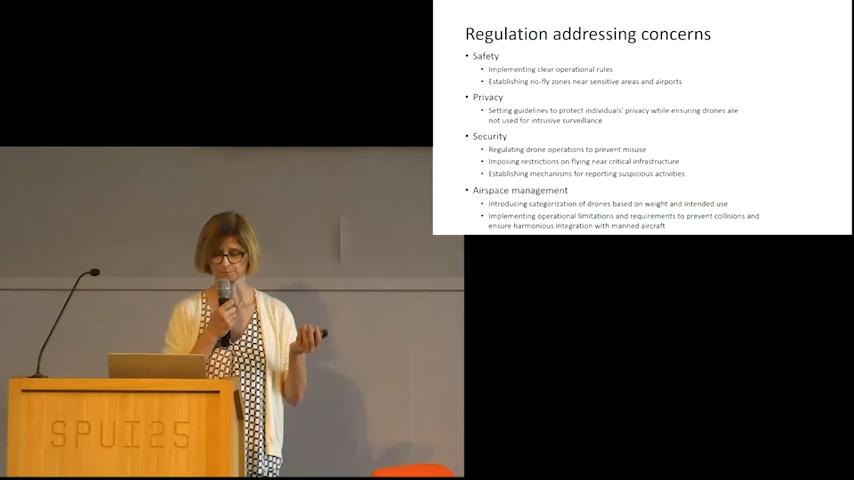 Regulation addressing concerns
• Safety
• Implementing clear operational rules
• Establishing no-fly zones near sensitive areas and airports
• Privacy
• Setting guidelines to protect individuals' privacy while ensuring drones are
not used for intrusive surveillance
• Security
• Regulating drone operations to prevent misuse
• Imposing restrictions on flying near critical infrastructure
• Establishing mechanisms for reporting suspicious activities
• Airspace management
• Introducing categorization of drones based on weight and intended use
• Implementing operational limitations and requirements to prevent collisions and
ensure harmonious integration with manned aircraft
SPUI25